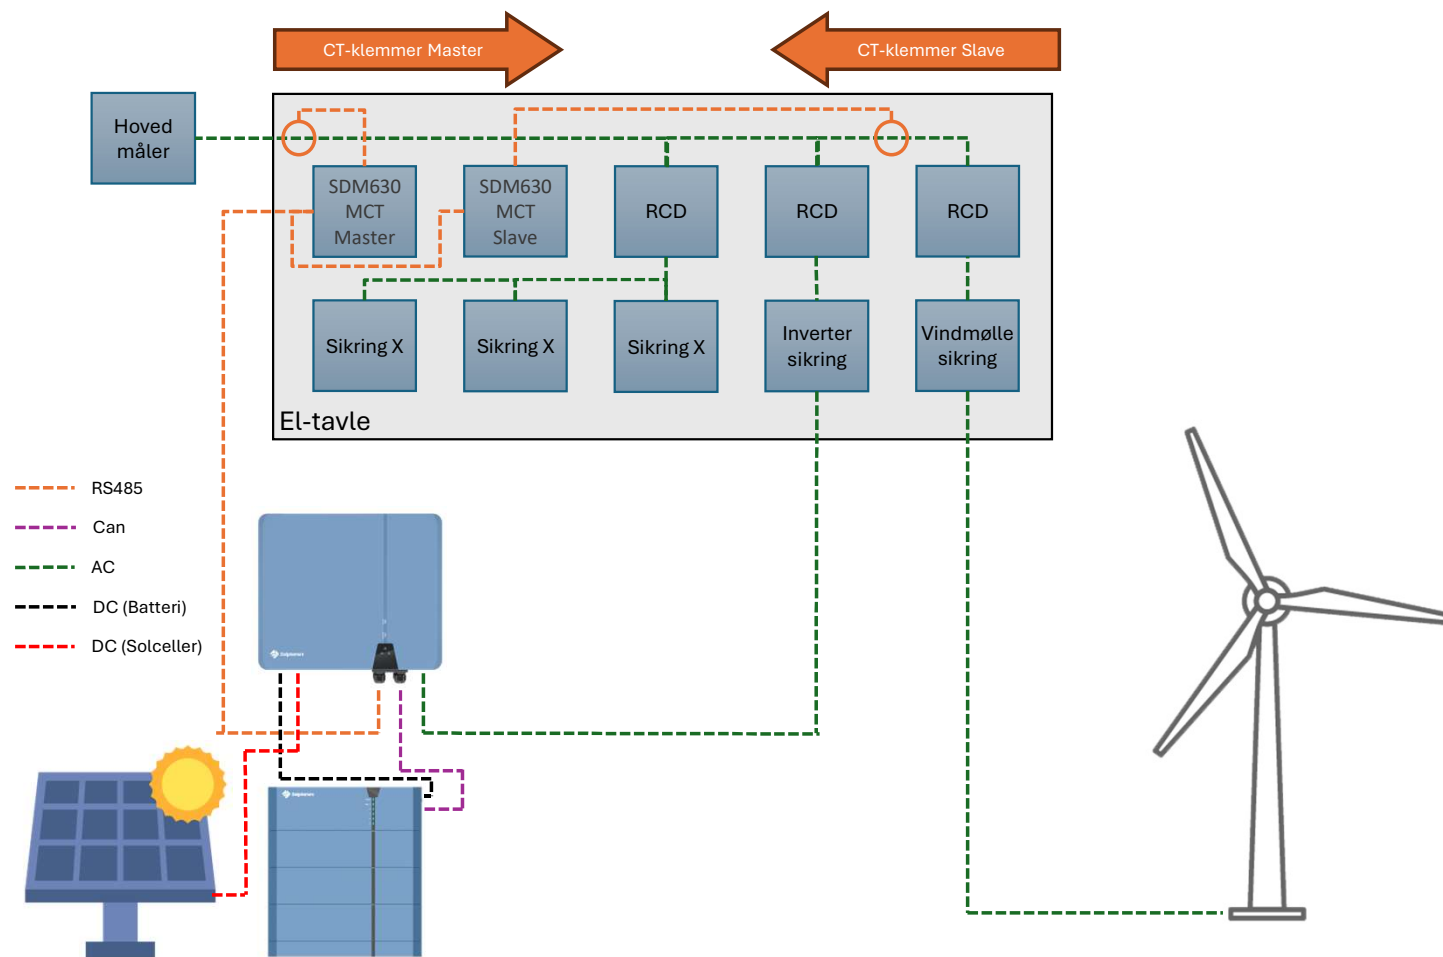 CT-klemmer Master
CT-klemmer Slave
Hoved
måler
SDM630
MCT
Master
SDM630
MCT
Slave
RCD
RCD
RCD
Sikring X
Sikring X
Sikring X
Inverter
sikring
Vindmølle
sikring
El-tavle
RS485
Can
AC
DC (Batteri)
DC (Solceller)